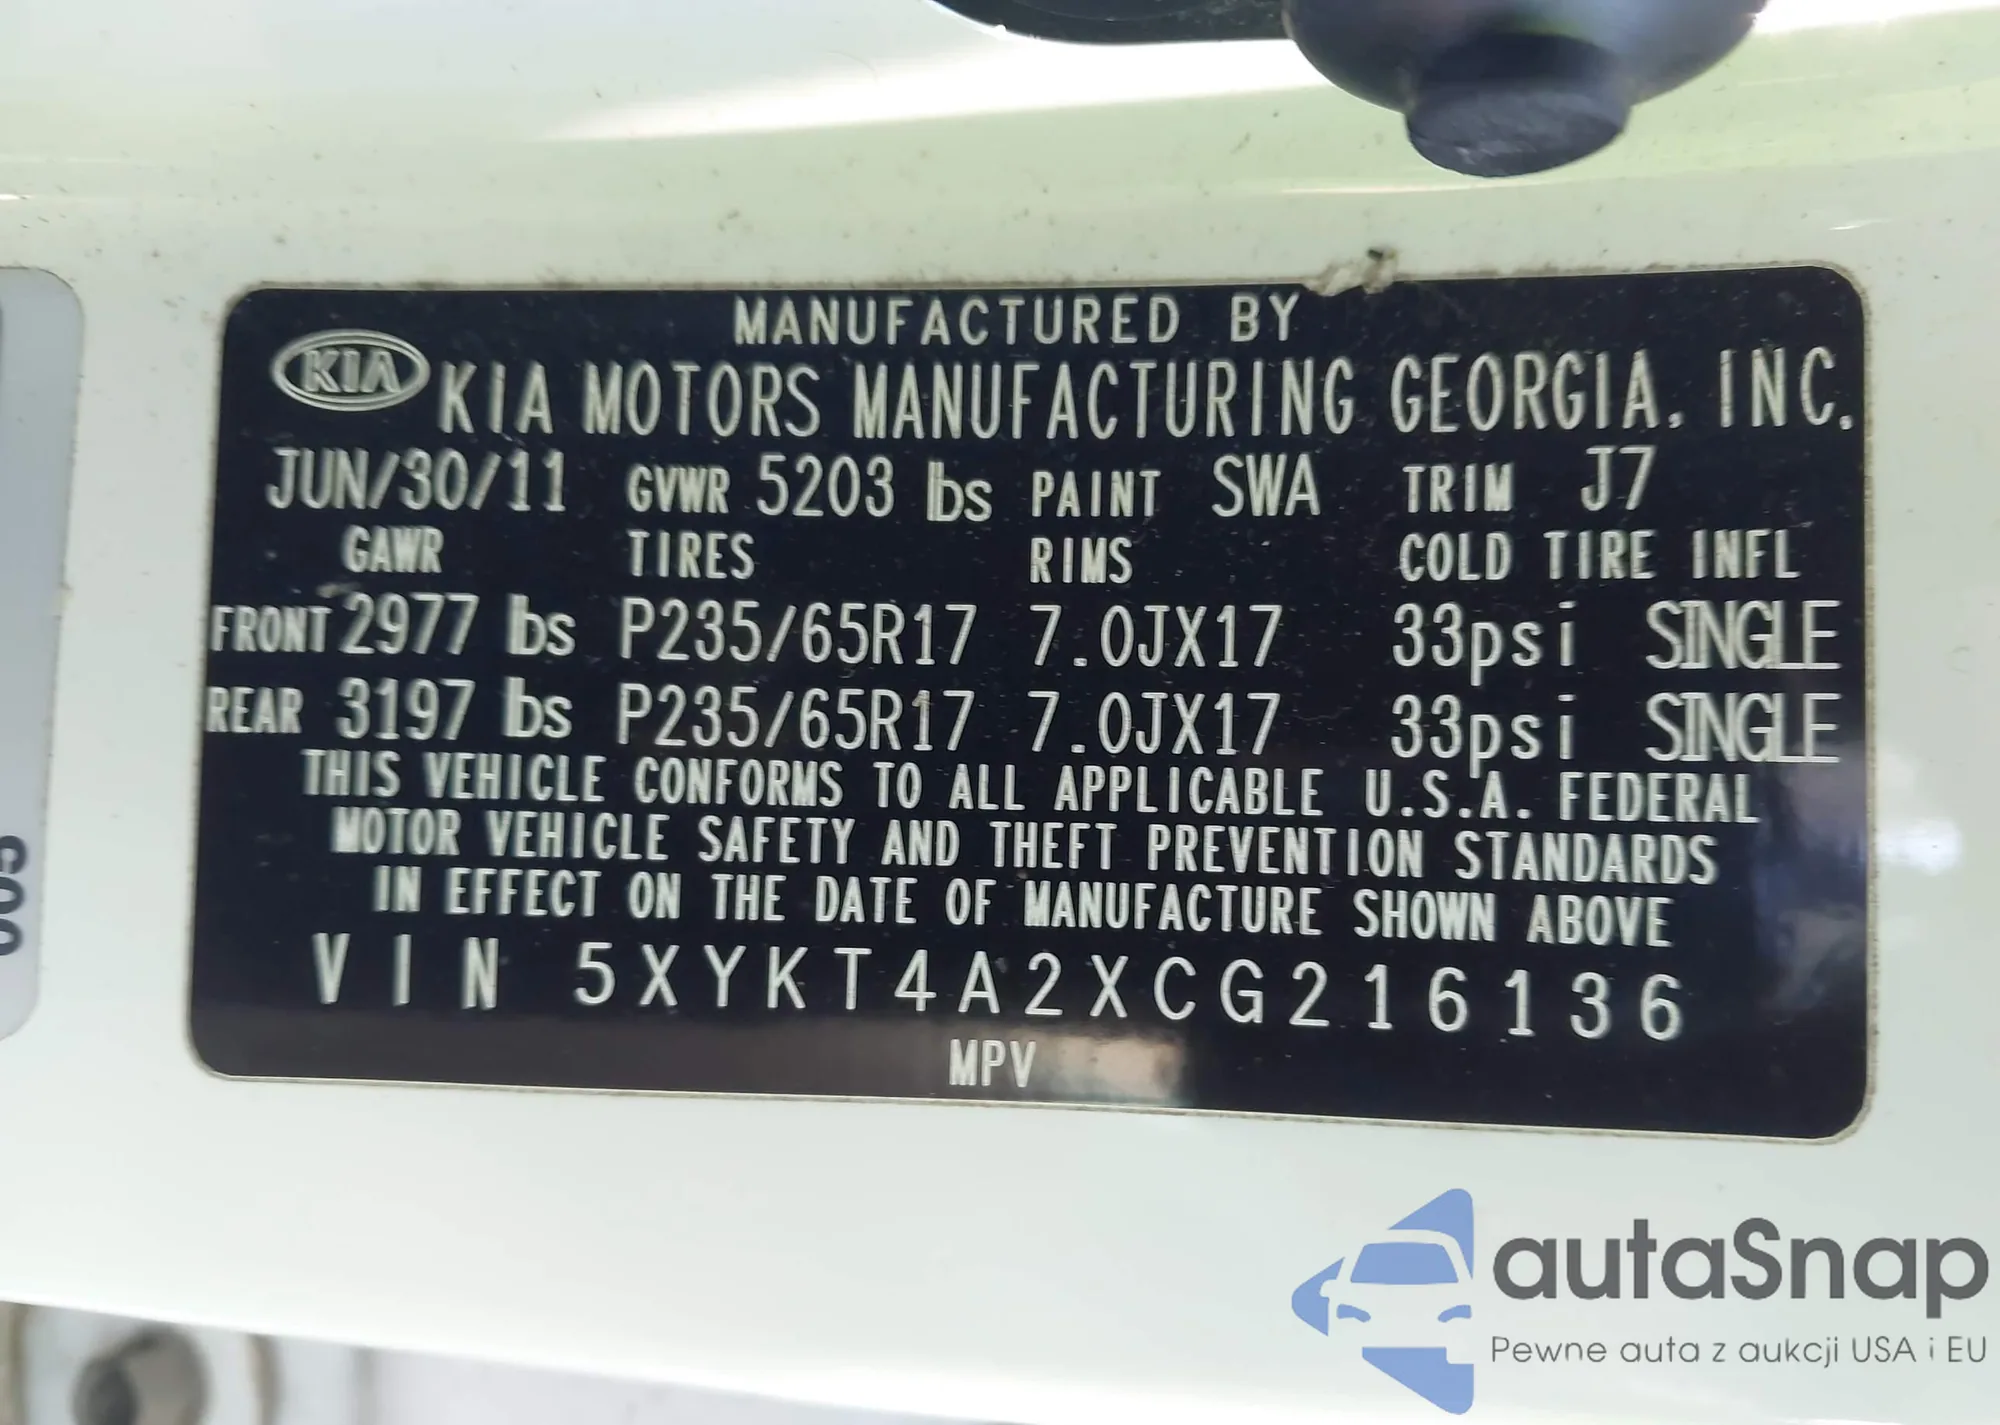 MANUFACTURED BY
KIA KIA MOTORS MANUFACTURING GEORGIA, INC.
JUN/30/11 GVWR 5203 lbs PAINT SWA TRIM J7
GAWR TIRES RIMS COLD TIRE INFL
FRONT 2977 lbs P235/65R17 7.0JX17 33psi SINGLE
REAR 3197 lbs P235/65R17 7.0JX17 33psi SINGLE
THIS VEHICLE CONFORMS TO ALL APPLICABLE U.S.A. FEDERAL
MOTOR VEHICLE SAFETY AND THEFT PREVENTION STANDARDS
IN EFFECT ON THE DATE OF MANUFACTURE SHOWN ABOVE
VIN 5XYKT4A2XCG216136
MPV
autaSnap
Pewne auta z aukcji USA i EU